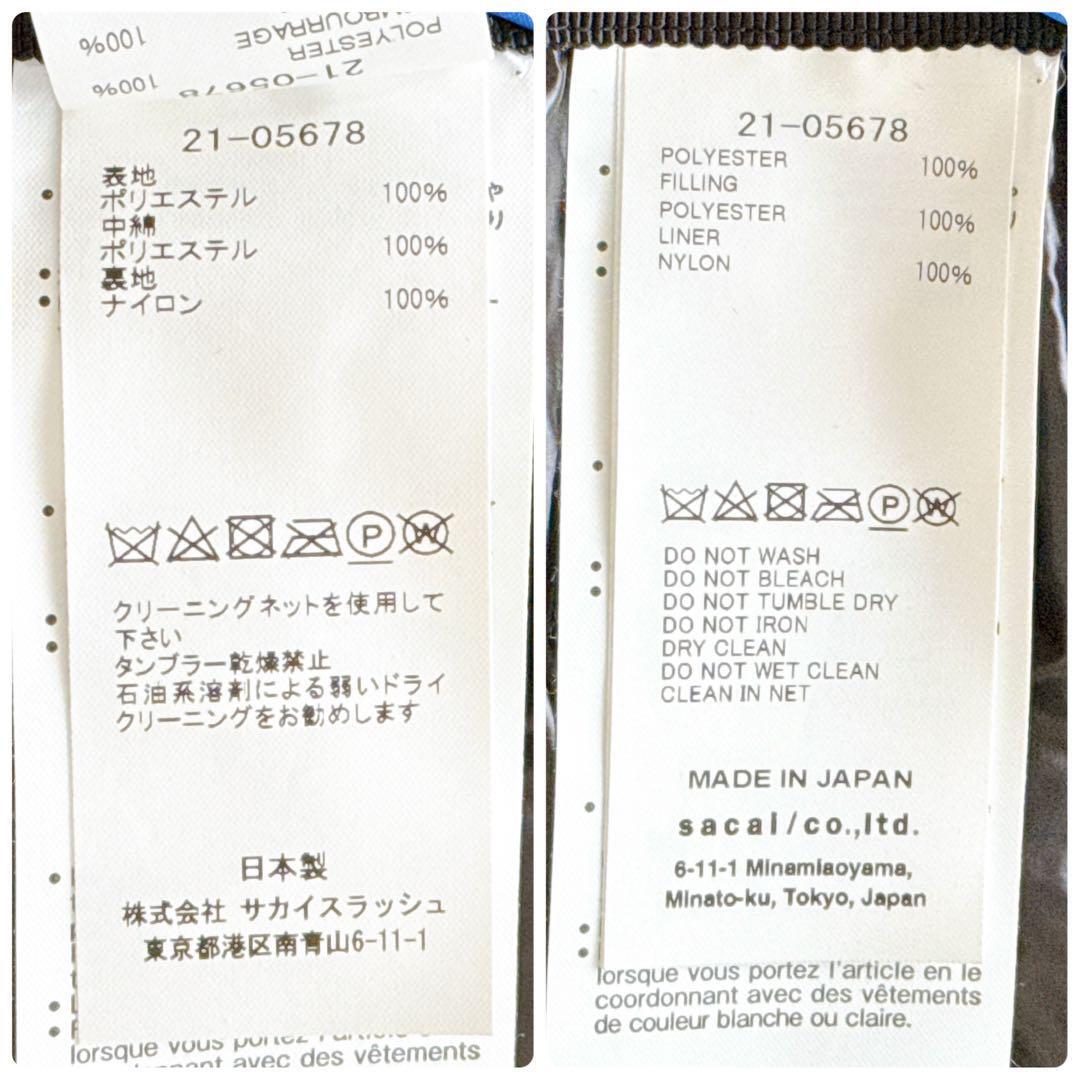 100%
POLYESTER
100%
21-05678
21-05678
表地
ポリエステル 100%
中綿
ポリエステル 100%
裏地
ナイロン 100%
P W
クリーニングネットを使用して
下さい
タンブラー乾燥禁止
石油系溶剤による弱いドライ
クリーニングをお勧めします
日本製
株式会社 サカイスラッシュ
東京都港区南青山6-11-1
lorsque vous portez l'article
avec des vêtements
21-05678
POLYESTER 100%
FILLING
POLYESTER 100%
LINER
NYLON 100%
P W
DO NOT WASH
DO NOT BLEACH
DO NOT TUMBLE DRY
DO NOT IRON
DRY CLEAN
DO NOT WET CLEAN
CLEAN IN NET
MADE IN JAPAN
sacai/co.,ltd.
6-11-1 Minamiaoyama,
Minato-ku, Tokyo, Japan
lorsque vous portez l'article en le
coordonnant avec des vêtements
de couleur blanche ou claire.